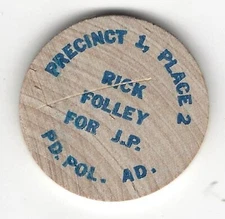 PRECINCT 1, PLACE 2
RICK
FOLLEY
FOR J.P.
PD. POL. AD.